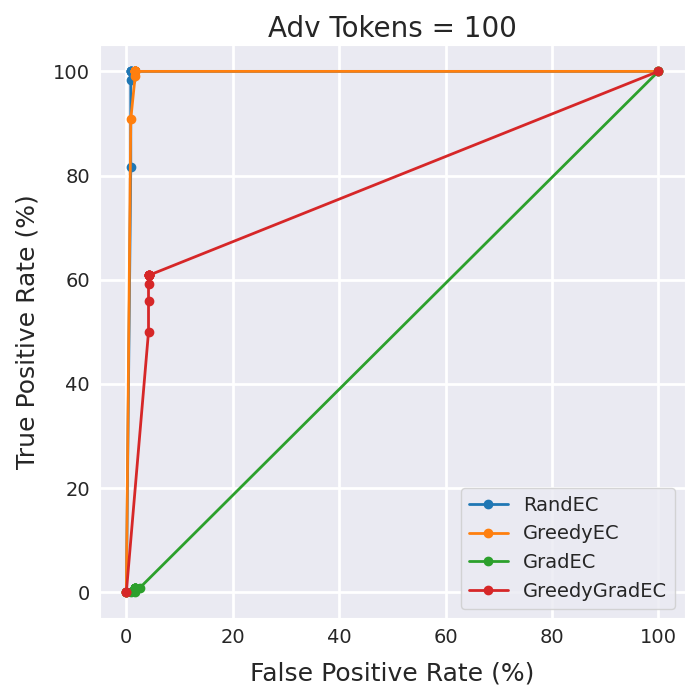 Adv Tokens = 100
True Positive Rate (%)
100
80
60
40
20
0
RandEC
GreedyEC
GradEC
GreedyGradEC
0 20 40 60 80 100
False Positive Rate (%)